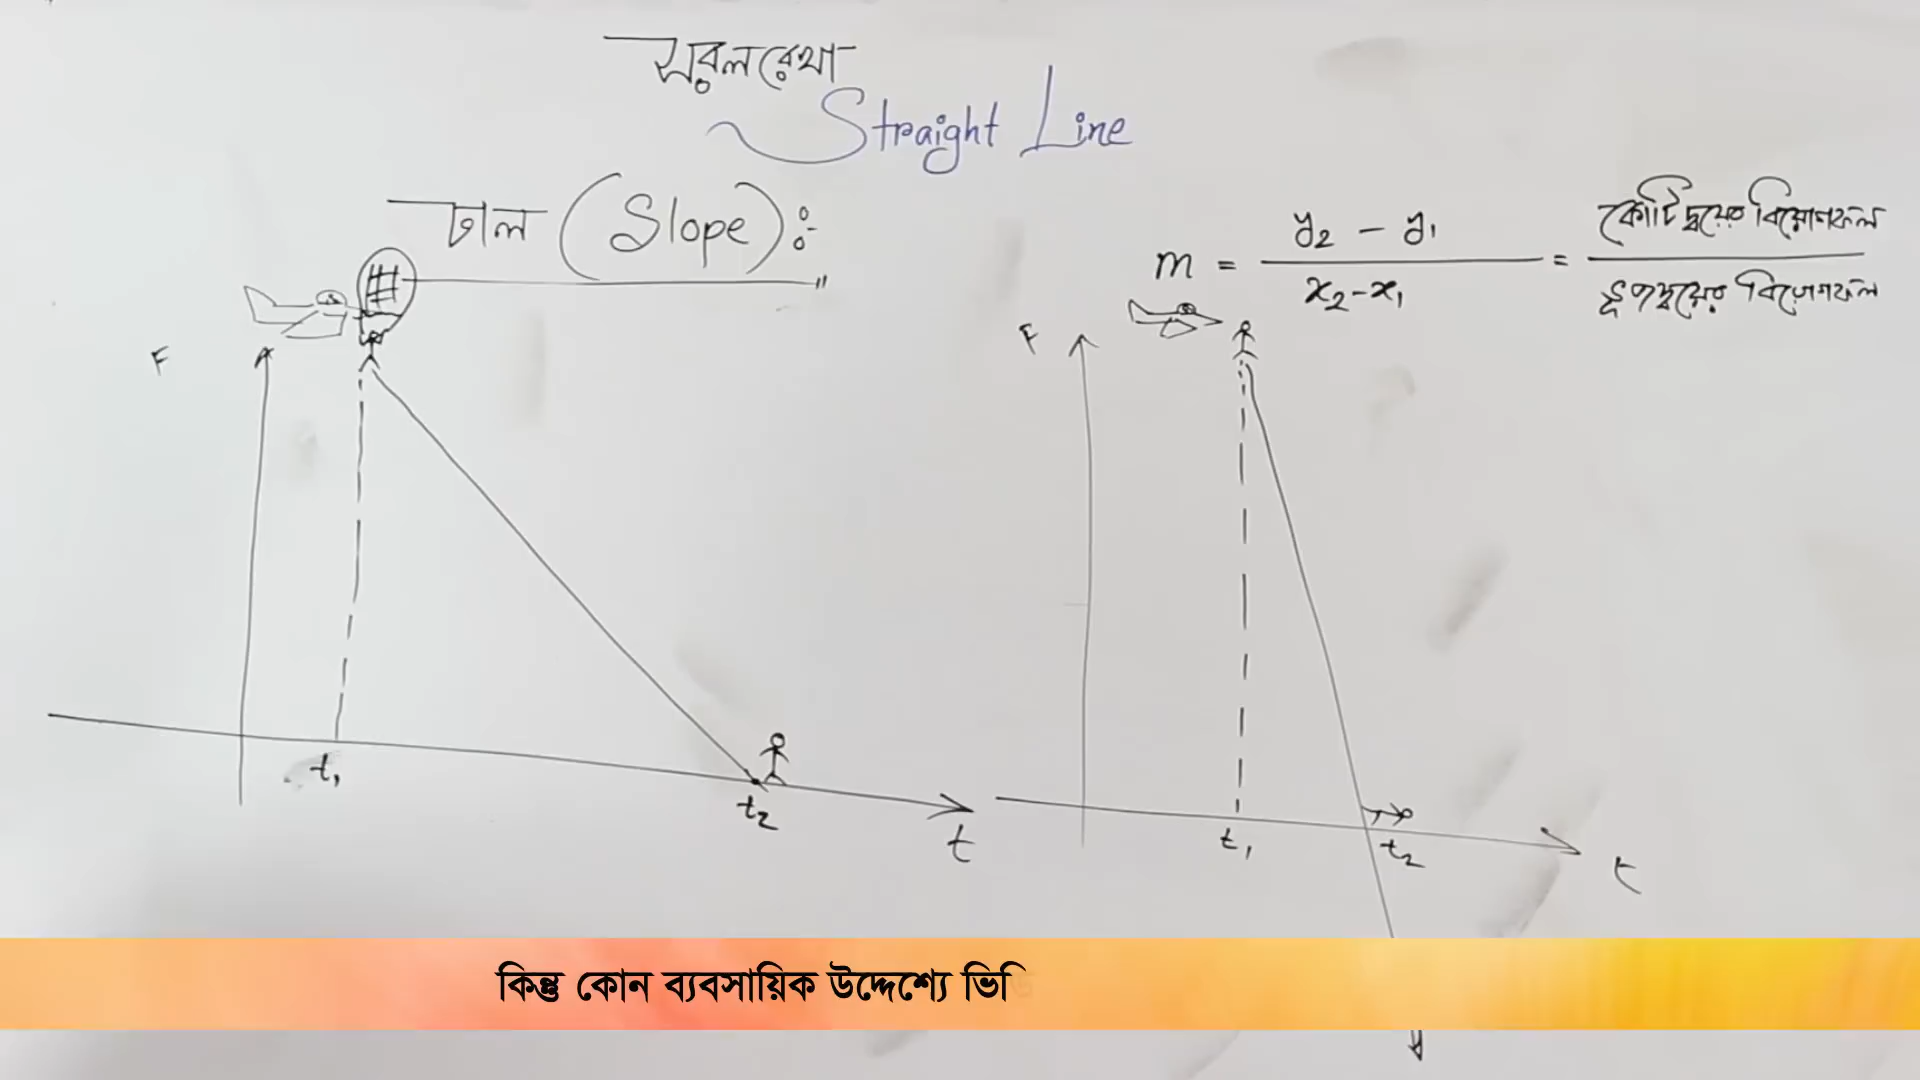 সরলরেখা
Straight Line
ঢাল (Slope):-
m = y₂ - y₁ / x₂ - x₁ = কোটিদ্বয়ের বিয়োগফল / ভূজদ্বয়ের বিয়োগফল
F
t₁
t₂
t
F
t₁
t₂
t
কিন্তু কোন ব্যবসায়িক উদ্দেশ্যে ভি